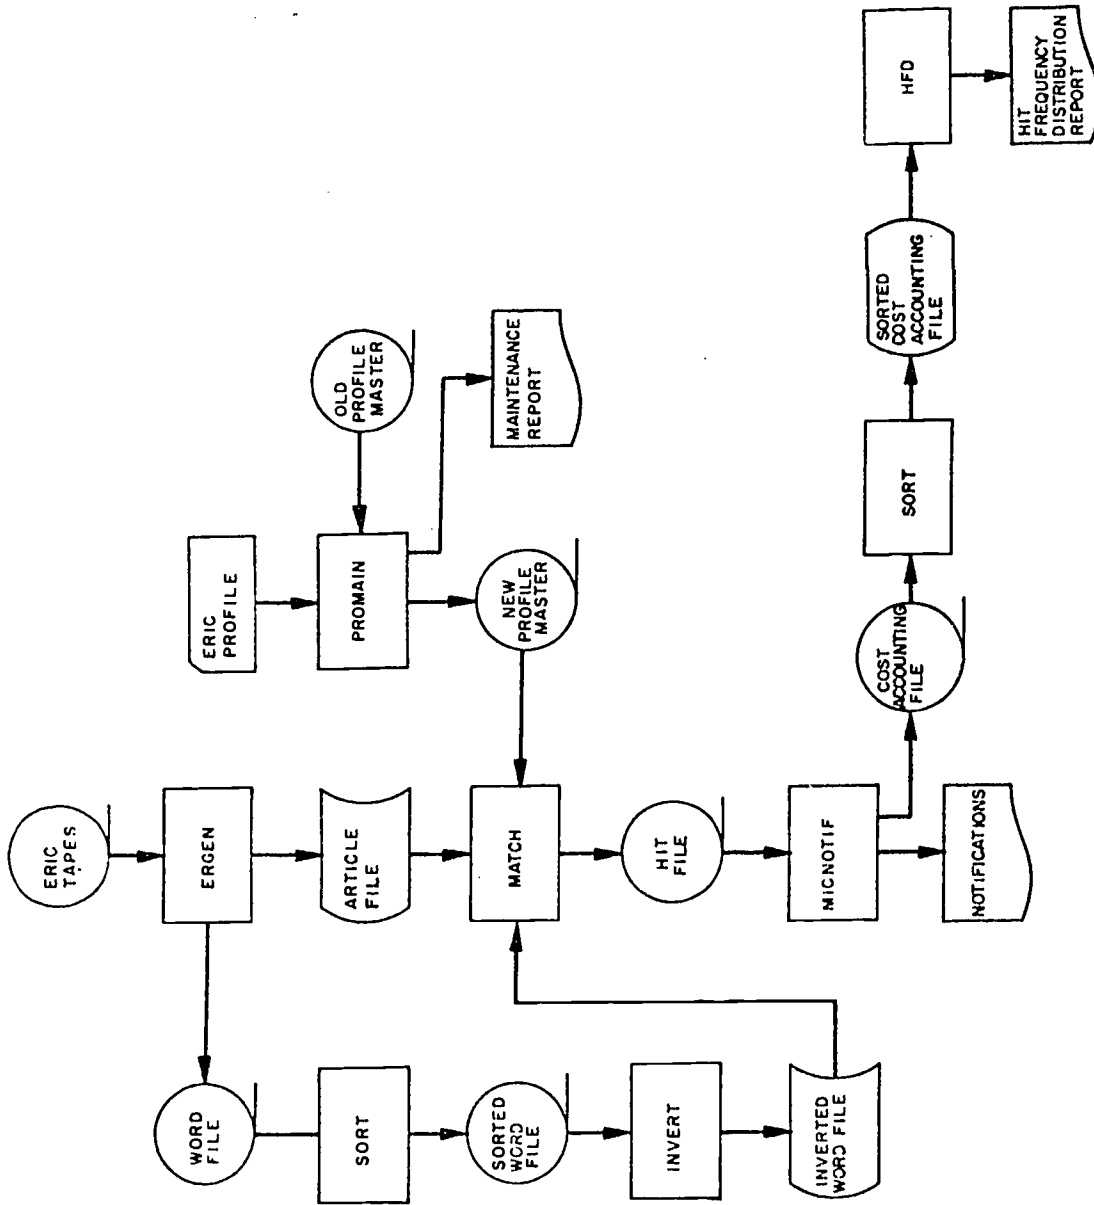 ERIC
TAPES
ERGEN
WORD
FILE
ARTICLE
FILE
SORT
SORTED
WORD
FILE
INVERT
INVERTED
WORD FILE
ERIC
PROFILE
PROMAIN
OLD
PROFILE
MASTER
NEW
PROFILE
MASTER
MAINTENANCE
REPORT
MATCH
HIT
FILE
MICNOTIF
NOTIFICATIONS
COST
ACCOUNTING
FILE
SORT
SORTED
COST
ACCOUNTING
FILE
HFD
HIT
FREQUENCY
DISTRIBUTION
REPORT